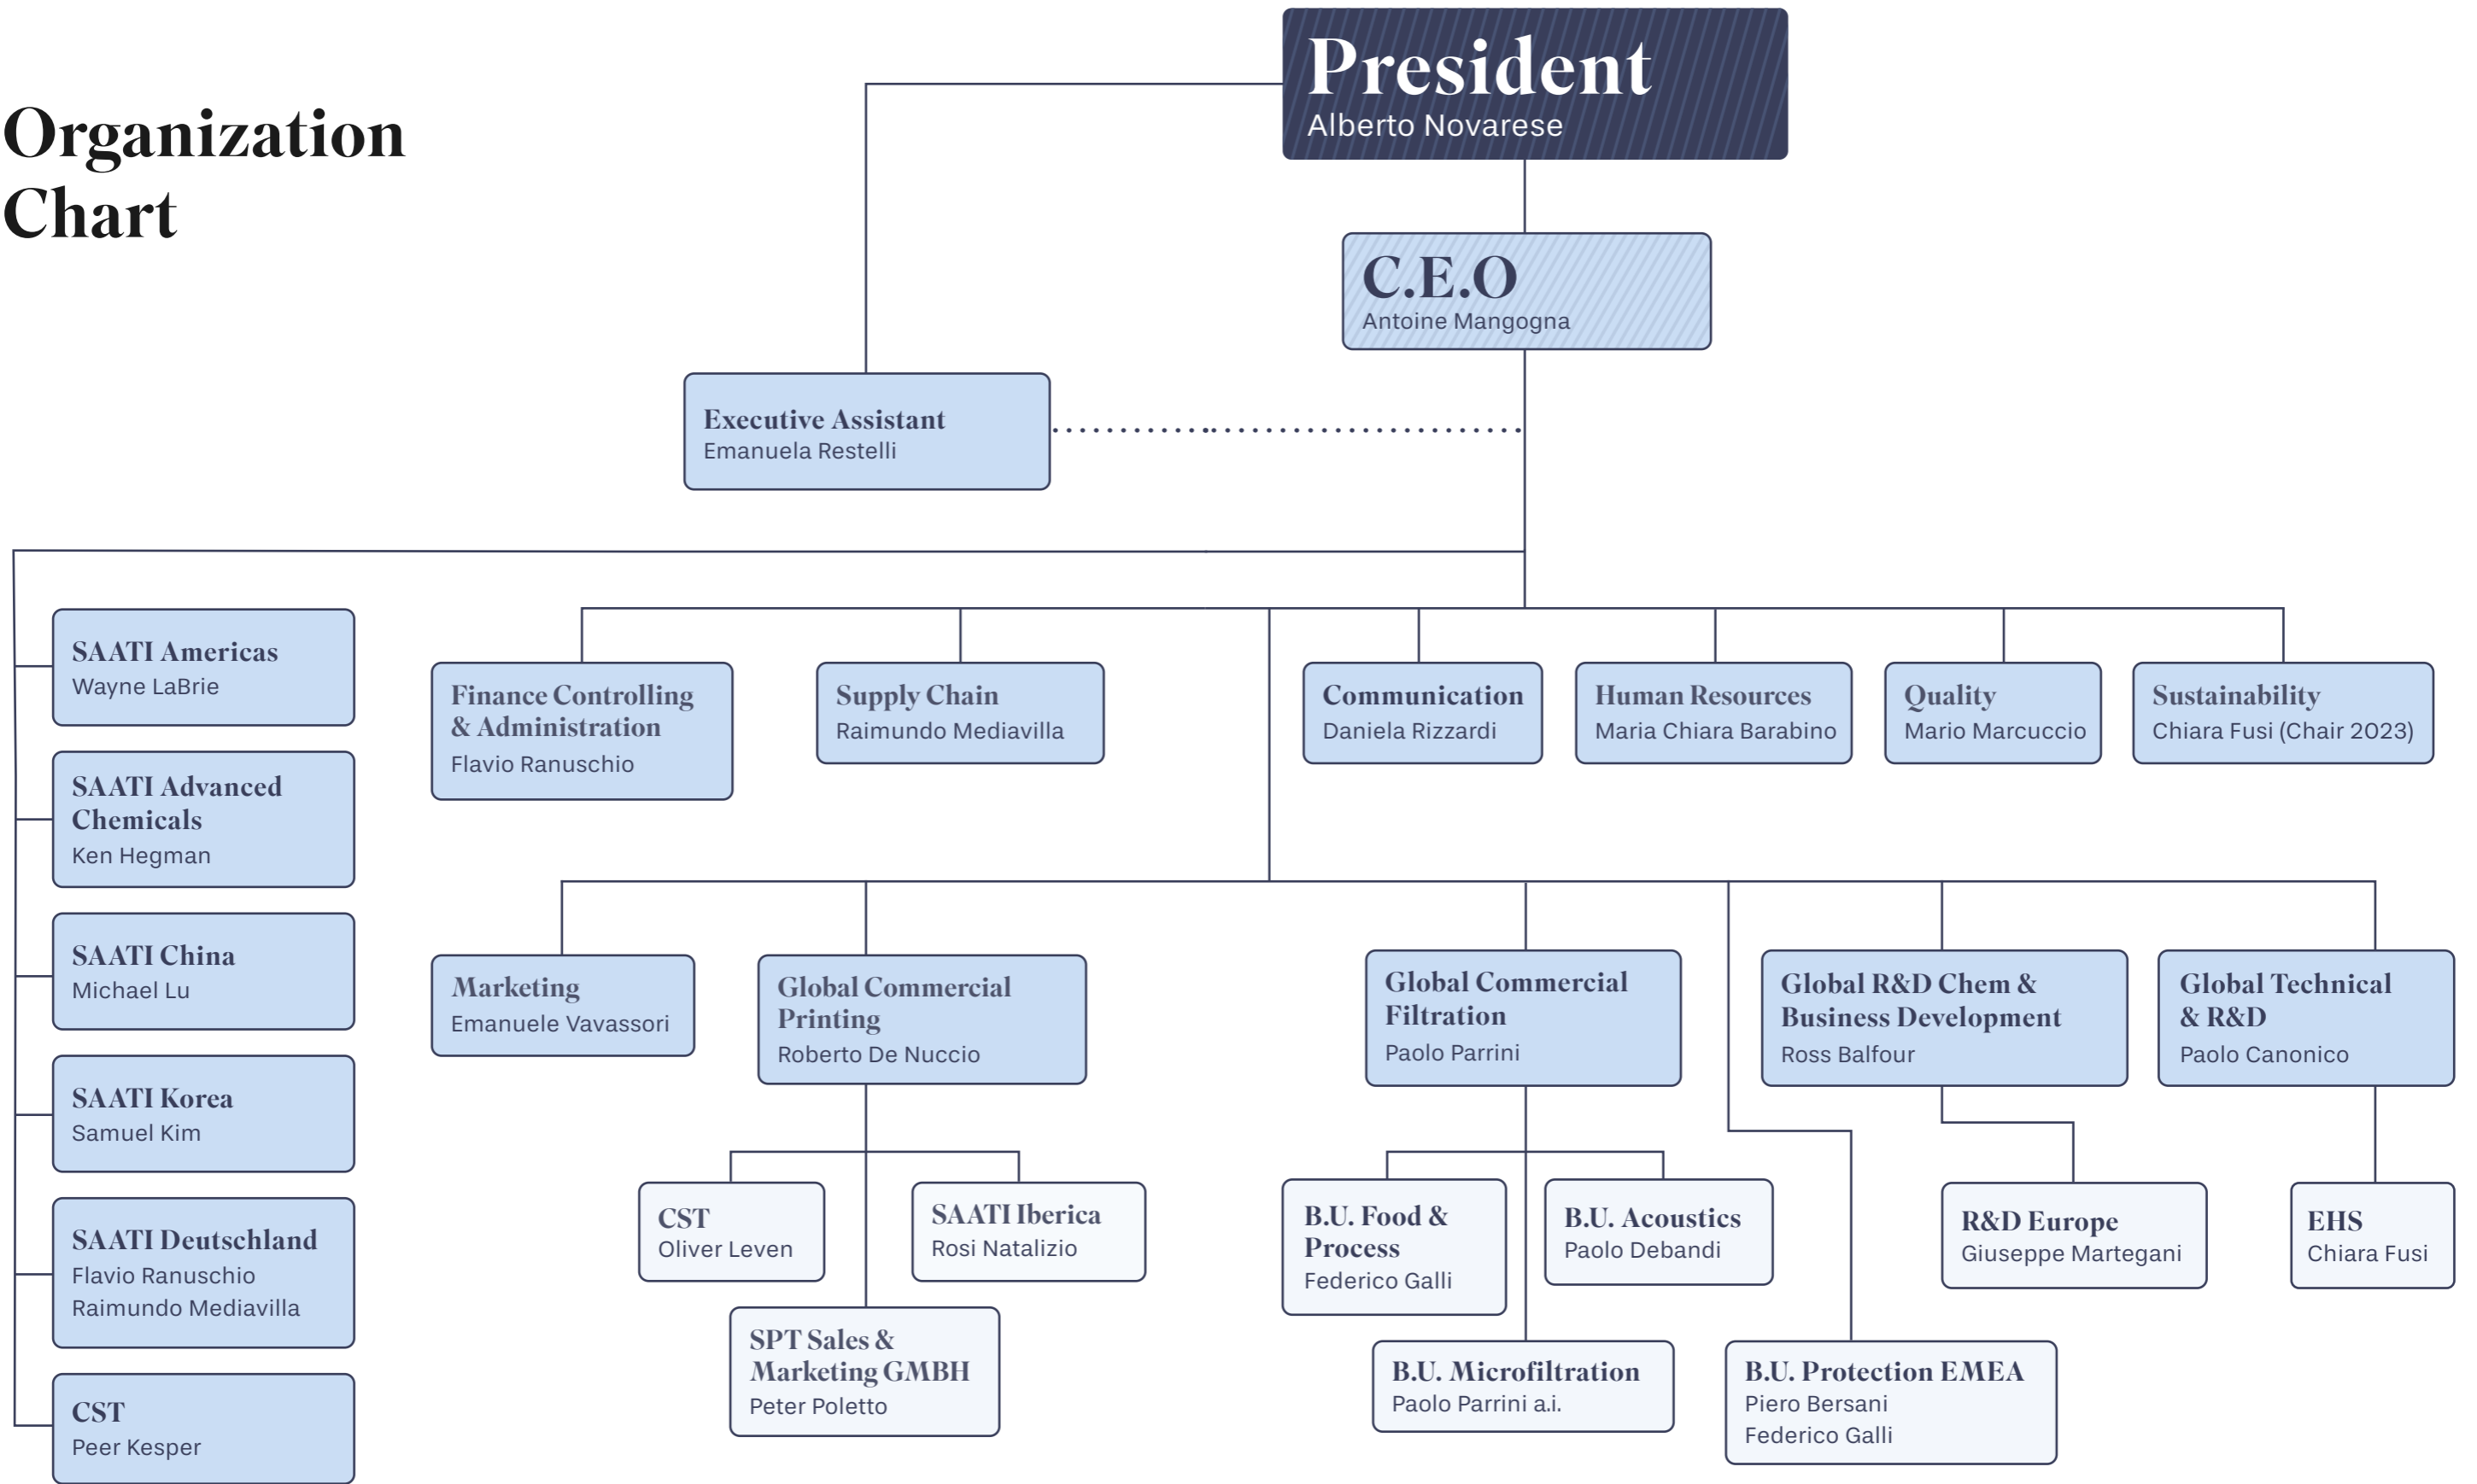 Organization
Chart
President
Alberto Novarese
C.E.O
Antoine Mangogna
Executive Assistant
Emanuela Restelli
SAATI Americas
Wayne LaBrie
SAATI Advanced
Chemicals
Ken Hegman
SAATI China
Michael Lu
SAATI Korea
Samuel Kim
SAATI Deutschland
Flavio Ranuschio
Raimundo Mediavilla
CST
Peer Kesper
Finance Controlling
& Administration
Flavio Ranuschio
Supply Chain
Raimundo Mediavilla
Communication
Daniela Rizzardi
Human Resources
Maria Chiara Barabino
Quality
Mario Marcuccio
Sustainability
Chiara Fusi (Chair 2023)
Marketing
Emanuele Vavassori
Global Commercial
Printing
Roberto De Nuccio
Global Commercial
Filtration
Paolo Parrini
Global R&D Chem &
Business Development
Ross Balfour
Global Technical
& R&D
Paolo Canonico
CST
Oliver Leven
SAATI Iberica
Rosi Natalizio
SPT Sales &
Marketing GMBH
Peter Poletto
B.U. Food &
Process
Federico Galli
B.U. Acoustics
Paolo Debandi
B.U. Microfiltration
Paolo Parrini a.i.
B.U. Protection EMEA
Piero Bersani
Federico Galli
R&D Europe
Giuseppe Martegani
EHS
Chiara Fusi